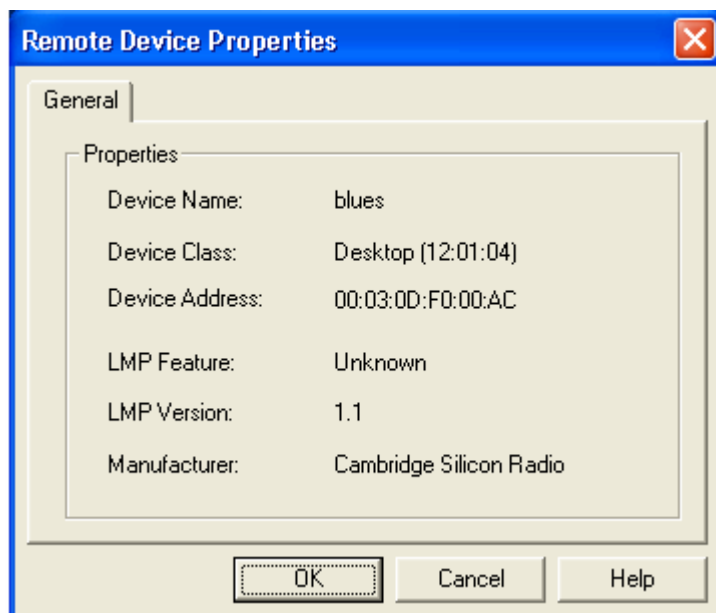 Remote Device Properties
General
Properties
Device Name: blues
Device Class: Desktop (12:01:04)
Device Address: 00:03:0D:F0:00:AC
LMP Feature: Unknown
LMP Version: 1.1
Manufacturer: Cambridge Silicon Radio
OK Cancel Help